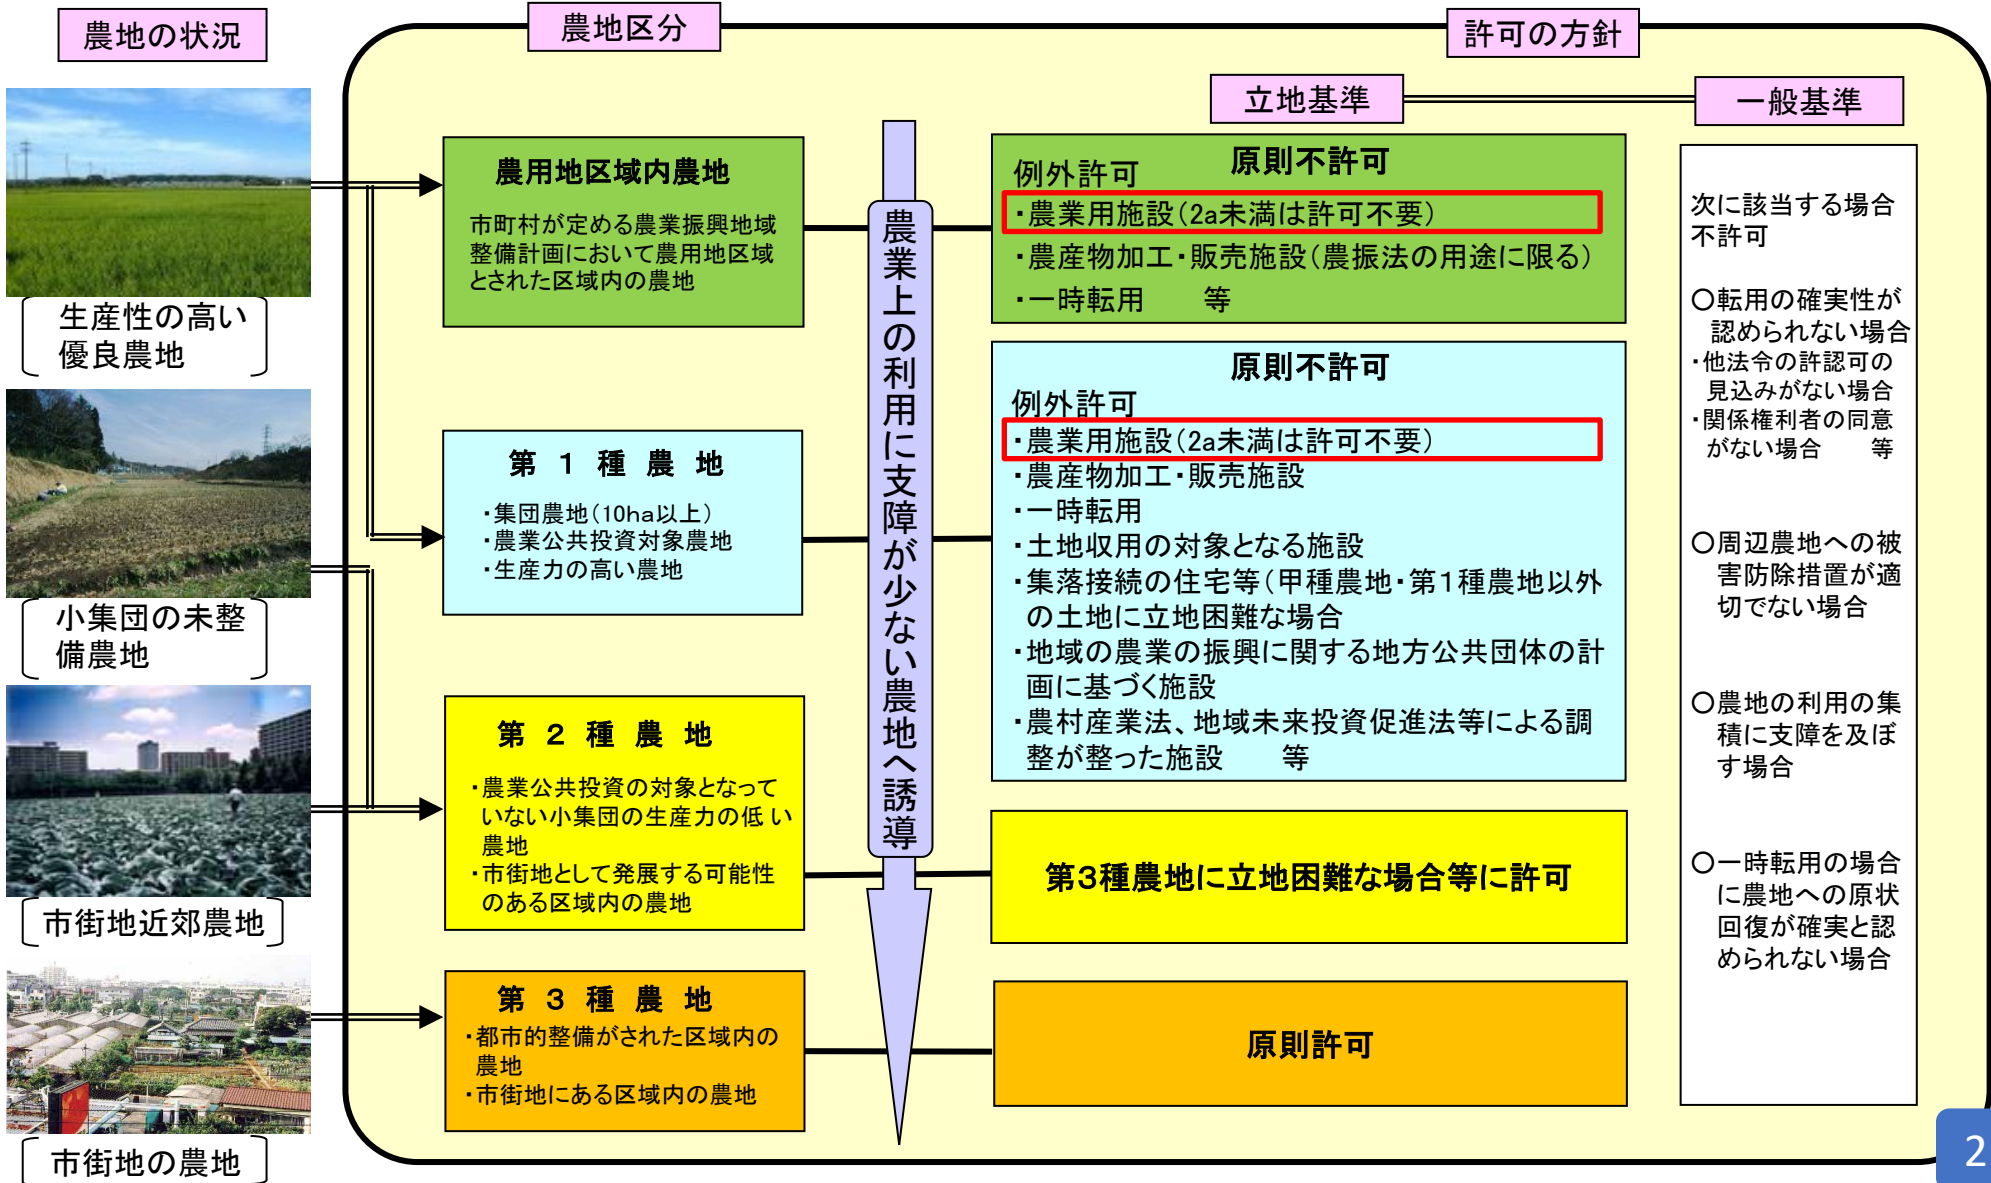 農地の状況
農地区分
許可の方針
立地基準
一般基準
生産性の高い
優良農地
小集団の未整
備農地
市街地近郊農地
市街地の農地
農用地区域内農地
市町村が定める農業振興地域
整備計画において農用地区域
とされた区域内の農地
第 1 種 農 地
・集団農地(10ha以上)
・農業公共投資対象農地
・生産力の高い農地
第 2 種 農 地
・農業公共投資の対象となって
いない小集団の生産力の低い
農地
・市街地として発展する可能性
のある区域内の農地
第 3 種 農 地
・都市的整備がされた区域内の
農地
・市街地にある区域内の農地
農業上の利用に支障が少ない農地へ誘導
原則不許可
例外許可
・農業用施設(2a未満は許可不要)
・農産物加工・販売施設(農振法の用途に限る)
・一時転用　等
原則不許可
例外許可
・農業用施設(2a未満は許可不要)
・農産物加工・販売施設
・一時転用
・土地収用の対象となる施設
・集落接続の住宅等(甲種農地・第1種農地以外
の土地に立地困難な場合
・地域の農業の振興に関する地方公共団体の計
画に基づく施設
・農村産業法、地域未来投資促進法等による調
整が整った施設　等
第3種農地に立地困難な場合等に許可
原則許可
次に該当する場合
不許可
○転用の確実性が
認められない場合
・他法令の許認可の
見込みがない場合
・関係権利者の同意
がない場合　等
○周辺農地への被
害防除措置が適
切でない場合
○農地の利用の集
積に支障を及ぼ
す場合
○一時転用の場合
に農地への原状
回復が確実と認
められない場合
2